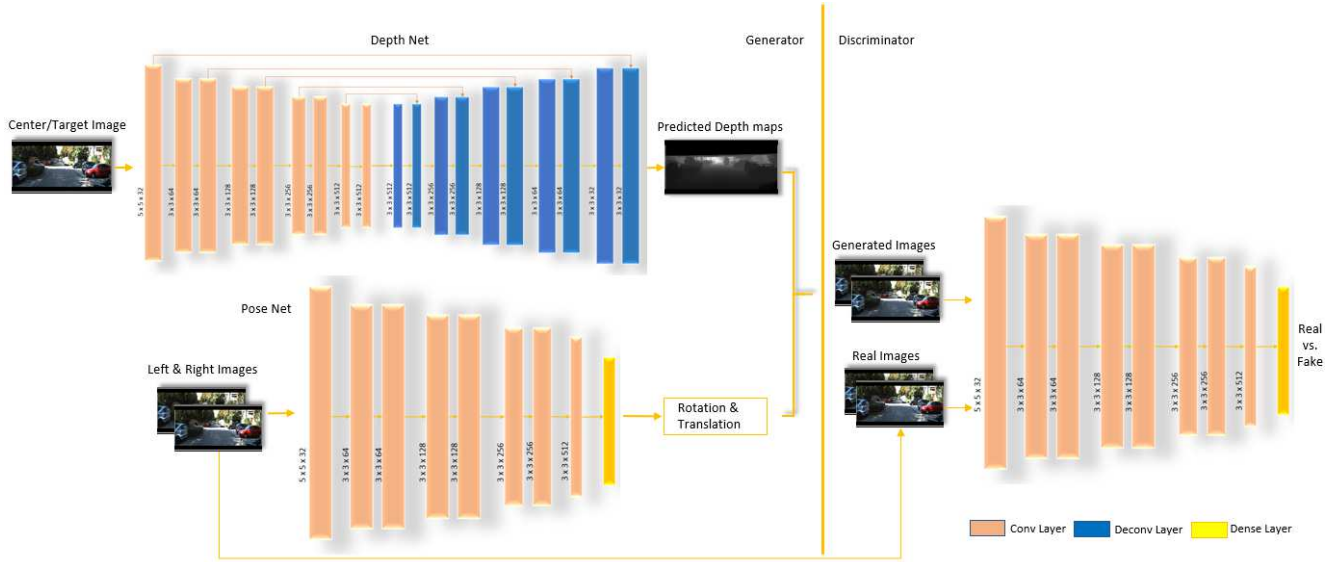 Depth Net
Generator
Discriminator
Center/Target Image
5 x 5 x 32
3 x 3 x 64
3 x 3 x 64
3 x 3 x 128
3 x 3 x 128
3 x 3 x 256
3 x 3 x 256
3 x 3 x 512
3 x 3 x 512
3 x 3 x 512
3 x 3 x 512
3 x 3 x 256
3 x 3 x 256
3 x 3 x 128
3 x 3 x 128
3 x 3 x 64
3 x 3 x 64
3 x 3 x 32
3 x 3 x 32
Predicted Depth maps
Pose Net
Left & Right Images
5 x 5 x 32
3 x 3 x 64
3 x 3 x 64
3 x 3 x 128
3 x 3 x 128
3 x 3 x 256
3 x 3 x 256
3 x 3 x 512
Rotation &
Translation
Generated Images
Real Images
5 x 5 x 32
3 x 3 x 64
3 x 3 x 64
3 x 3 x 128
3 x 3 x 128
3 x 3 x 256
3 x 3 x 256
3 x 3 x 512
Real
vs.
Fake
Conv Layer
Deconv Layer
Dense Layer